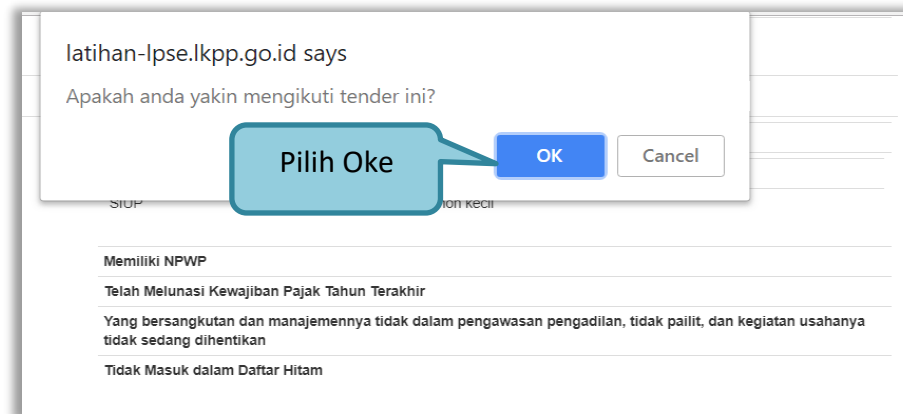 latihan-lpse.lkpp.go.id says
Apakah anda yakin mengikuti tender ini?
Pilih Oke
OK
Cancel
SIUP
non kecil
Memiliki NPWP
Telah Melunasi Kewajiban Pajak Tahun Terakhir
Yang bersangkutan dan manajemennya tidak dalam pengawasan pengadilan, tidak pailit, dan kegiatan usahanya
tidak sedang dihentikan
Tidak Masuk dalam Daftar Hitam